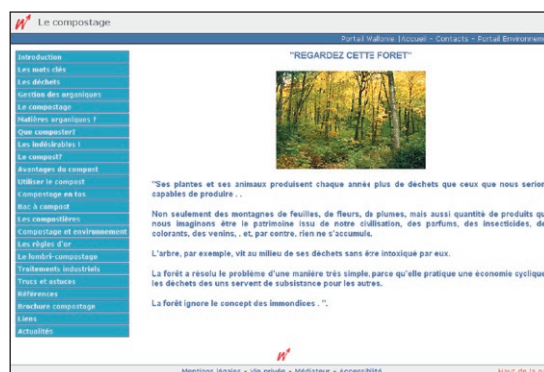 Le compostage
Portail Wallonie |Accueil - Contacts - Portail Environnem
Introduction
Les mots clés
Les déchets
Gestion des organiques
Le compostage
Matières organiques ?
Que composter?
Les indésirables !
Le compost?
Avantages du compost
Utiliser le compost
Compostage en tas
Bac à compost
Les compostières
Compostage et environnement
Les règles d'or
Le lombri-compostage
Traitements industriels
Trucs et astuces
Références
Brochure compostage
Liens
Actualités
"REGARDEZ CETTE FORET"
"Ses plantes et ses animaux produisent chaque année plus de déchets que ceux que nous serion
capables de produire . .
Non seulement des montagnes de feuilles, de fleurs, de plumes, mais aussi quantité de produits qu
nous imaginons être le patrimoine issu de notre civilisation, des parfums, des insecticides, de
colorants, des venins, . et, par contre, rien ne s'accumule.
L'arbre, par exemple, vit au milieu de ses déchets sans être intoxiqué par eux.
La forêt a résolu le problème d'une manière très simple, parce qu'elle pratique une économie cyclique
les déchets des uns servent de subsistance pour les autres.
La forêt ignore le concept des immondices . ".
Mentions légales - Vie privée - Médiateur - Accessiblité
Haut de la